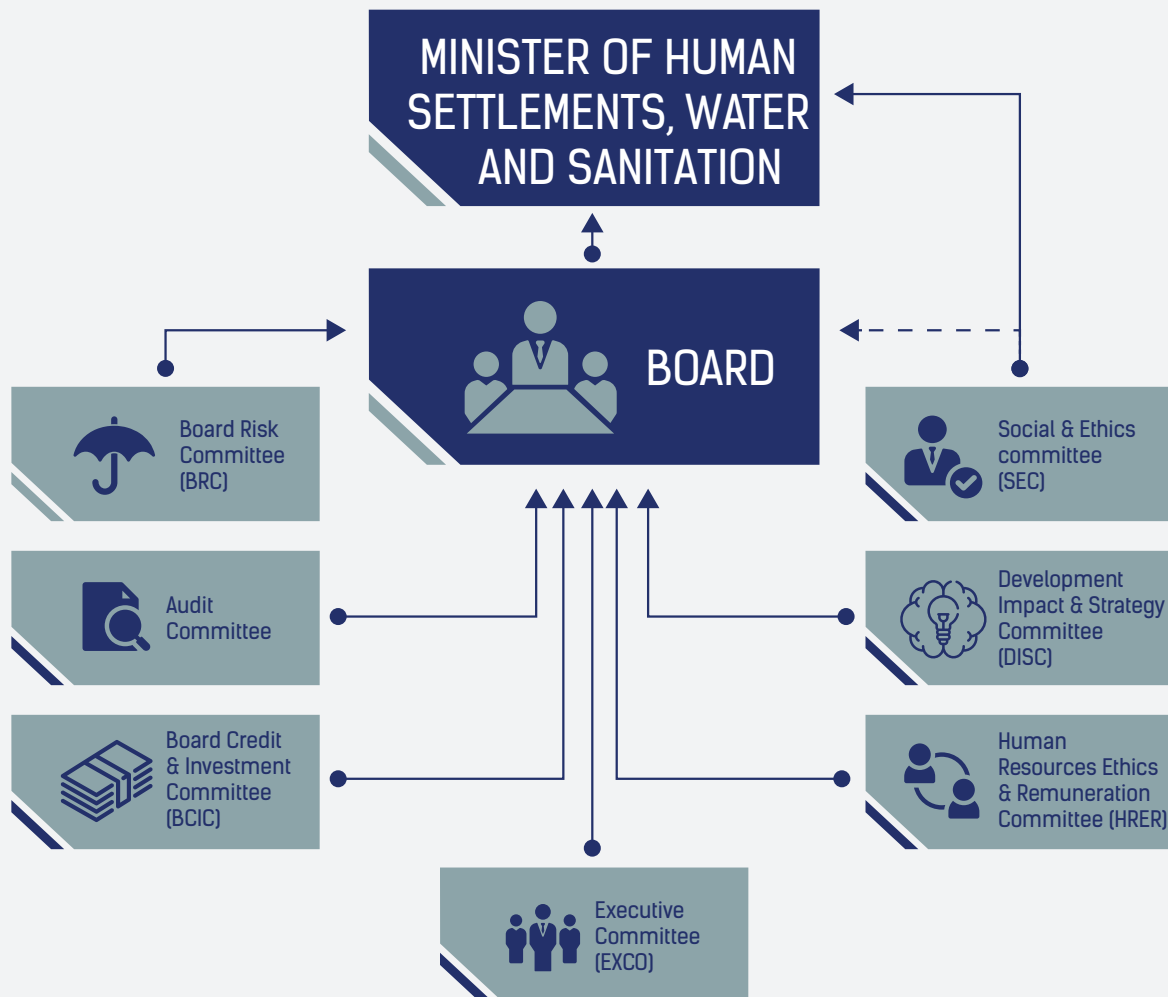 MINISTER OF HUMAN
SETTLEMENTS, WATER
AND SANITATION
BOARD
Board Risk
Committee
(BRC)
Social & Ethics
committee
(SEC)
Audit
Committee
Development
Impact & Strategy
Committee
(DISC)
Board Credit
& Investment
Committee
(BCIC)
Human
Resources Ethics
& Remuneration
Committee (HRER)
Executive
Committee
(EXCO)